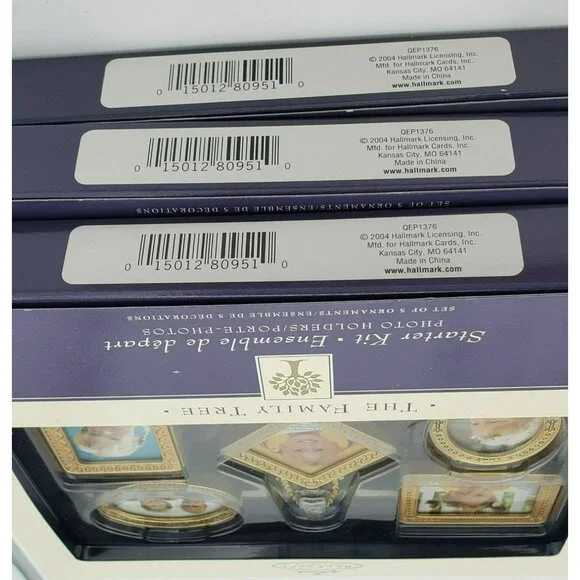 0 15012 80951 0
QEP1376
© 2004 Hallmark Licensing, Inc.
Mfd. for Hallmark Cards, Inc.
Kansas City, MO 64141
Made in China
www.hallmark.com
0 15012 80951 0
QEP1376
© 2004 Hallmark Licensing, Inc.
Mfd. for Hallmark Cards, Inc.
Kansas City, MO 64141
Made in China
www.hallmark.com
SET OF 5 ORNAMENTS/ENSEMBLE DE 5 DÉCORATIONS
0 15012 80951 0
QEP1376
© 2004 Hallmark Licensing, Inc.
Mfd. for Hallmark Cards, Inc.
Kansas City, MO 64141
Made in China
www.hallmark.com
• THE FAMILY TREE •
Starter Kit • Ensemble de départ
PHOTO HOLDERS/PORTE-PHOTOS
SET OF 5 ORNAMENTS/ENSEMBLE DE 5 DÉCORATIONS